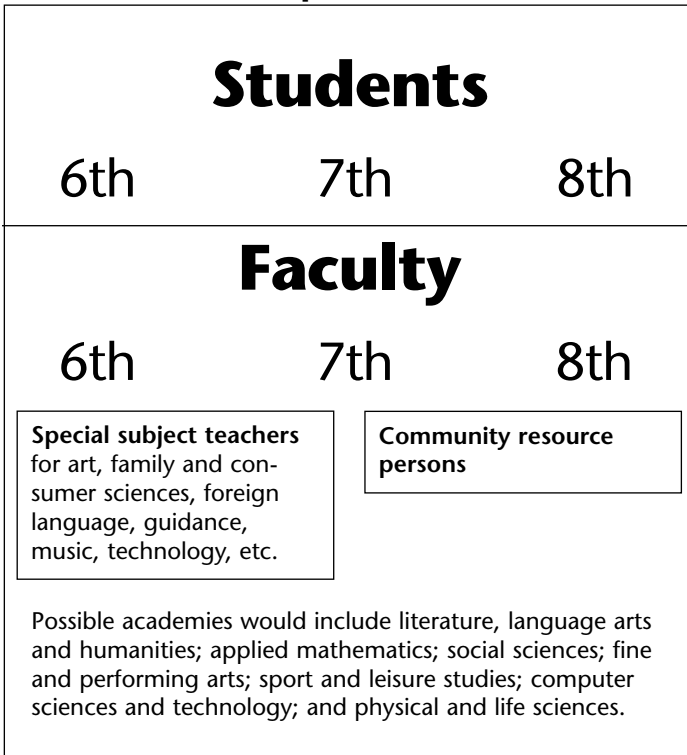 Students
6th 7th 8th
Faculty
6th 7th 8th
Special subject teachers
for art, family and con-
sumer sciences, foreign
language, guidance,
music, technology, etc.
Community resource
persons
Possible academies would include literature, language arts
and humanities; applied mathematics; social sciences; fine
and performing arts; sport and leisure studies; computer
sciences and technology; and physical and life sciences.